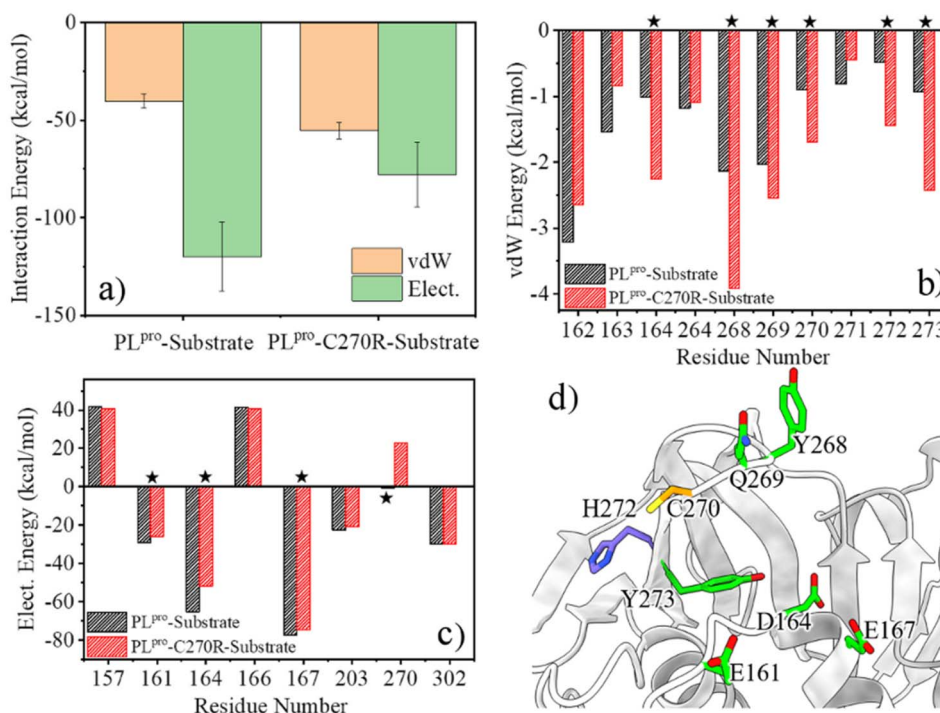 0
-50
-100
-150
Interaction Energy (kcal/mol)
a)
vdW
Elect.
PLᵖʳᵒ-Substrate PLᵖʳᵒ-C270R-Substrate
★ ★ ★ ★ ★ ★
0
-1
-2
-3
-4
vdW Energy (kcal/mol)
b)
PLᵖʳᵒ-Substrate
PLᵖʳᵒ-C270R-Substrate
162 163 164 264 268 269 270 271 272 273
Residue Number
40
20
0
-20
-40
-60
-80
Elect. Energy (kcal/mol)
★ ★ ★ ★
c)
PLᵖʳᵒ-Substrate
PLᵖʳᵒ-C270R-Substrate
157 161 164 166 167 203 270 302
Residue Number
d)
Y268
Q269
H272
C270
Y273
D164
E167
E161